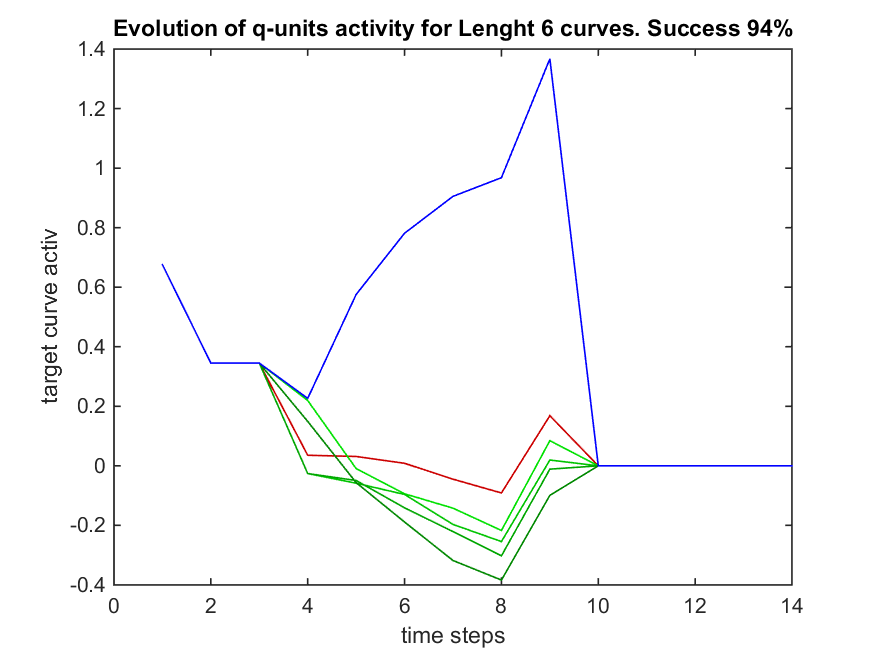 Evolution of q-units activity for Lenght 6 curves. Success 94%
1.4
1.2
1
0.8
0.6
0.4
0.2
0
-0.2
-0.4
target curve activ
0 2 4 6 8 10 12 14
time steps